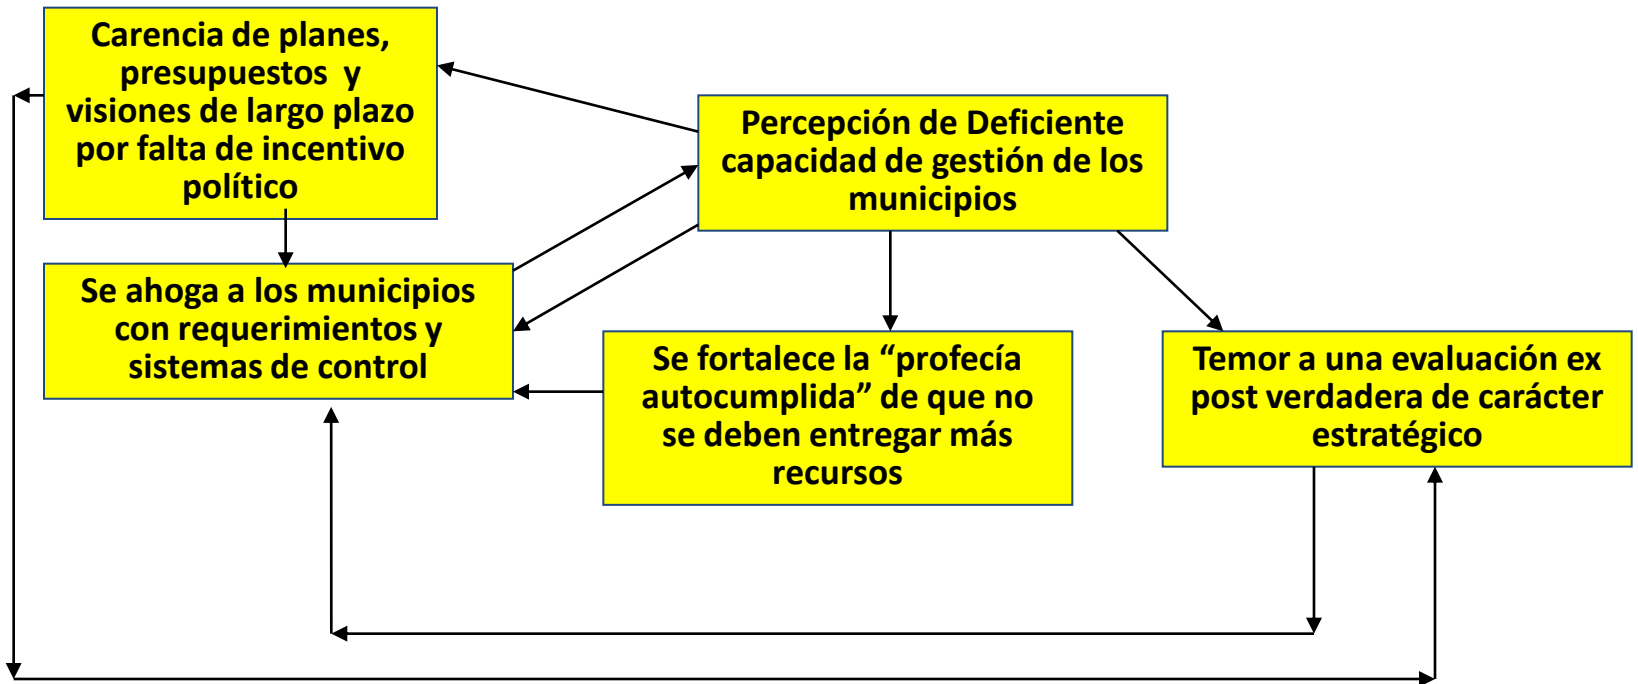 Carencia de planes,
presupuestos y
visiones de largo plazo
por falta de incentivo
político
Percepción de Deficiente
capacidad de gestión de los
municipios
Se ahoga a los municipios
con requerimientos y
sistemas de control
Se fortalece la “profecía
autocumplida” de que no
se deben entregar más
recursos
Temor a una evaluación ex
post verdadera de carácter
estratégico